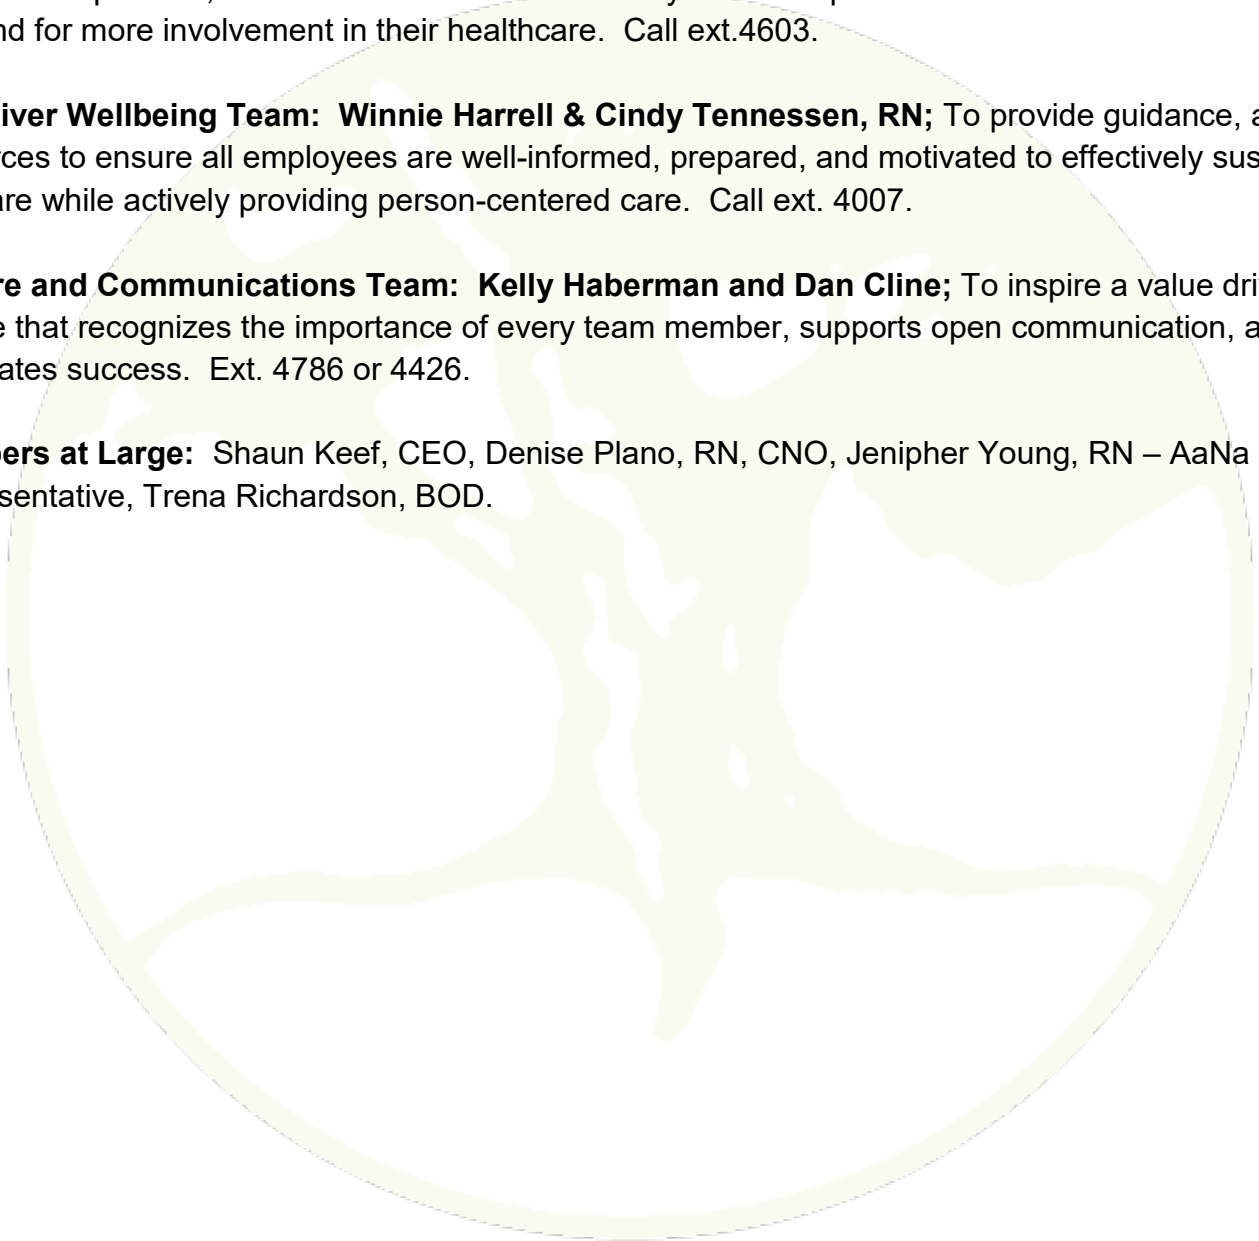 nd for more involvement in their healthcare.  Call ext.4603.
iver Wellbeing Team:  Winnie Harrell & Cindy Tennessen, RN; To provide guidance, a
rces to ensure all employees are well-informed, prepared, and motivated to effectively sus
are while actively providing person-centered care.  Call ext. 4007.
re and Communications Team:  Kelly Haberman and Dan Cline; To inspire a value dri
e that recognizes the importance of every team member, supports open communication, a
ates success.  Ext. 4786 or 4426.
ers at Large:  Shaun Keef, CEO, Denise Plano, RN, CNO, Jenipher Young, RN – AaNa
sentative, Trena Richardson, BOD.